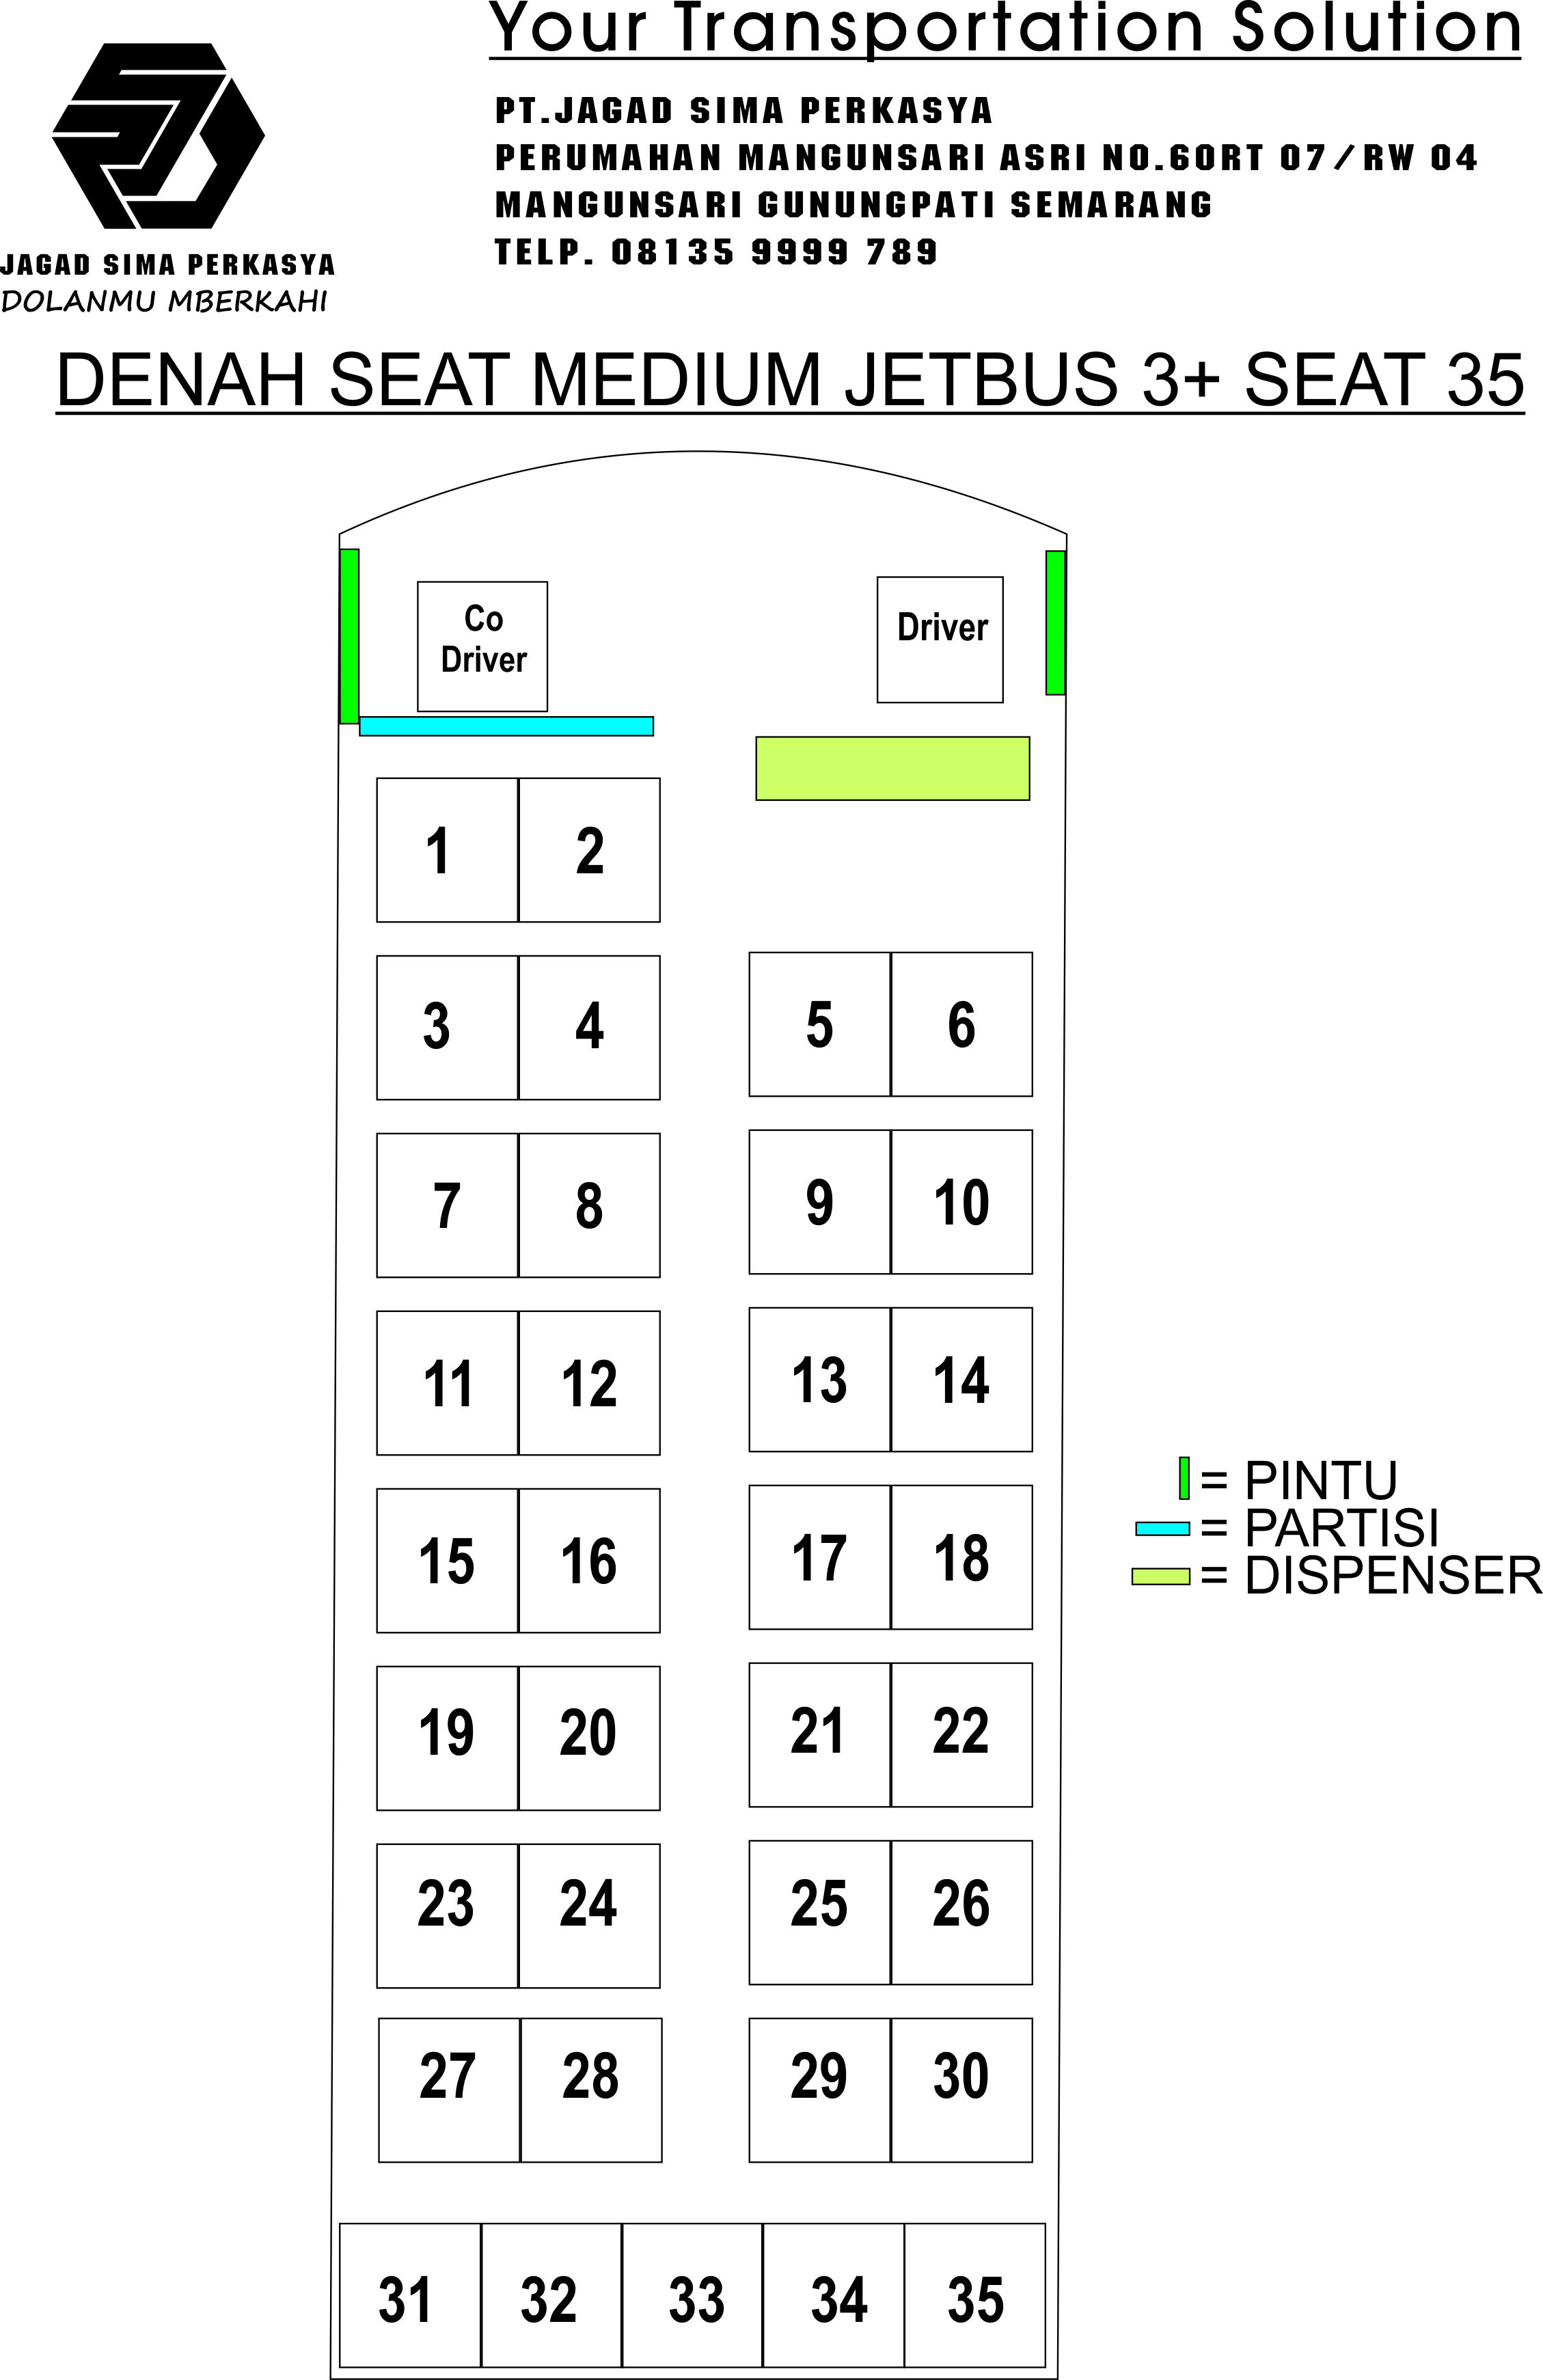 Your Transportation Solution
PT.JAGAD SIMA PERKASYA
PERUMAHAN MANGUNSARI ASRI NO.60RT 07/RW 04
MANGUNSARI GUNUNGPATI SEMARANG
TELP. 08135 9999 789
JAGAD SIMA PERKASYA
DOLANMU MBERKAHI
DENAH SEAT MEDIUM JETBUS 3+ SEAT 35
Co
Driver
Driver
1 2
3 4 5 6
7 8 9 10
11 12 13 14
15 16 17 18
19 20 21 22
23 24 25 26
27 28 29 30
31 32 33 34 35
= PINTU
= PARTISI
= DISPENSER